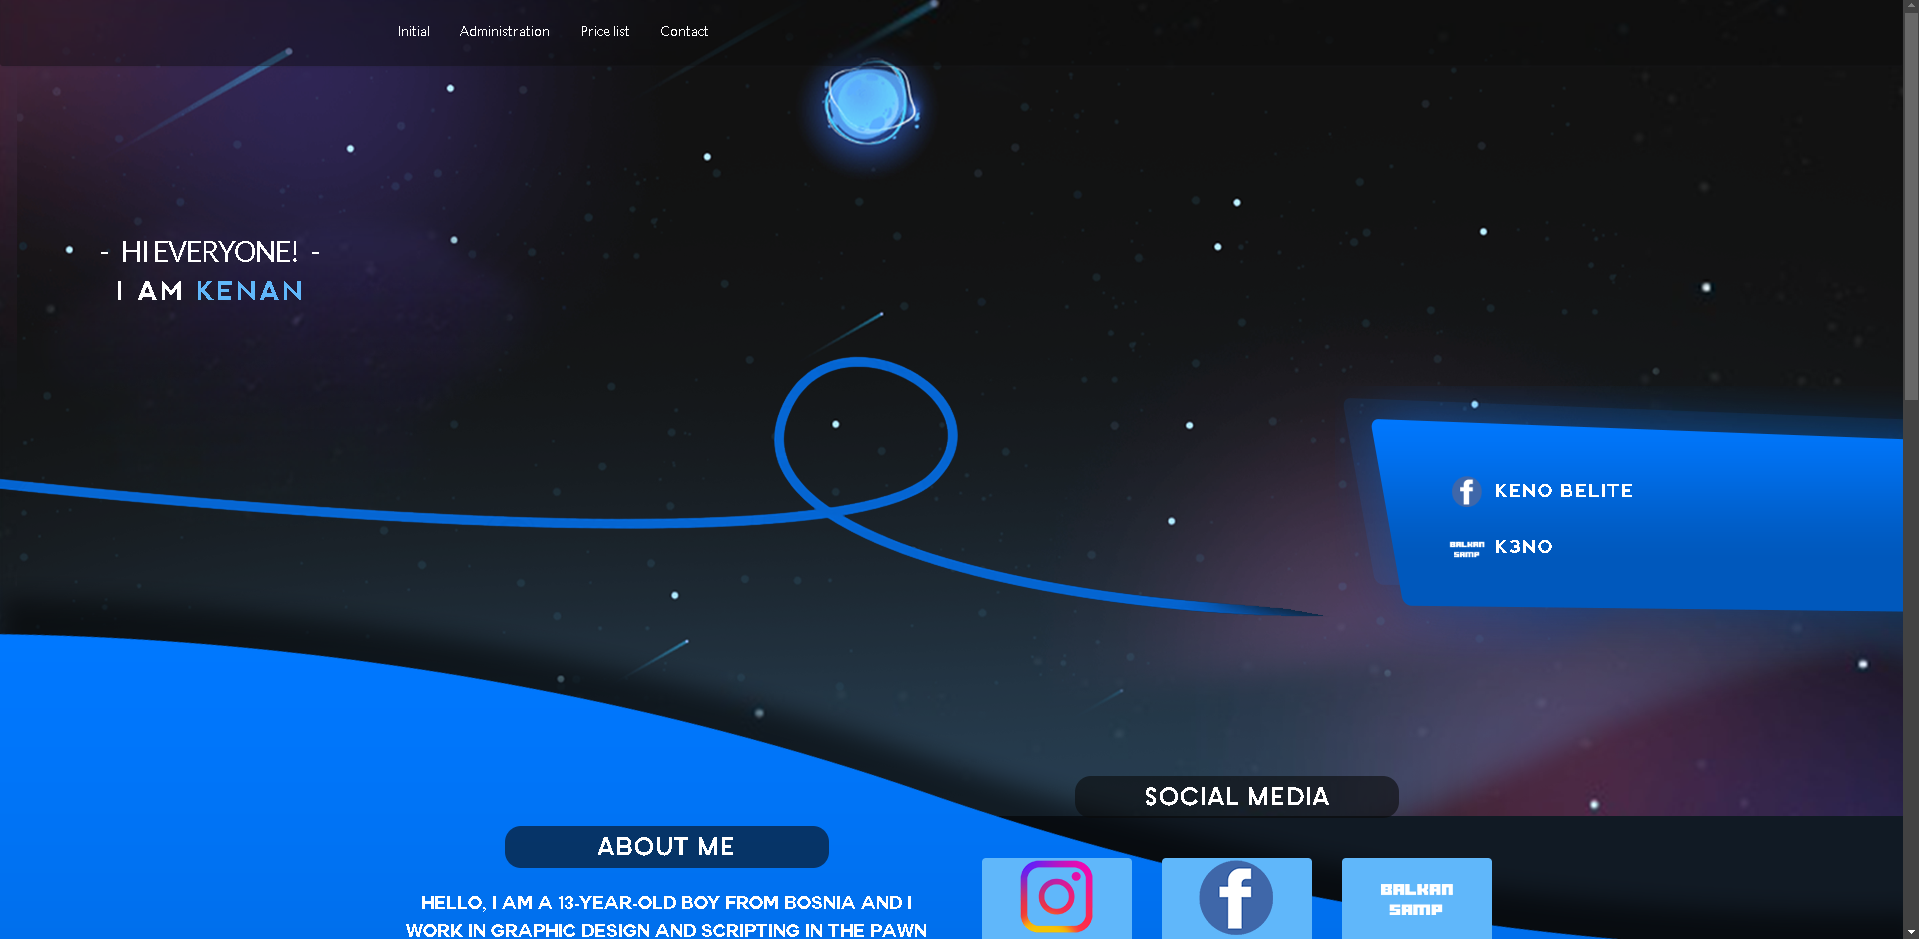 Initial Administration Price list Contact
- HI EVERYONE! -
I AM KENAN
KENO BELITE
BALKAN
SAMP
K3NO
SOCIAL MEDIA
ABOUT ME
HELLO, I AM A 13-YEAR-OLD BOY FROM BOSNIA AND I
WORK IN GRAPHIC DESIGN AND SCRIPTING IN THE PAWN
BALKAN
SAMP